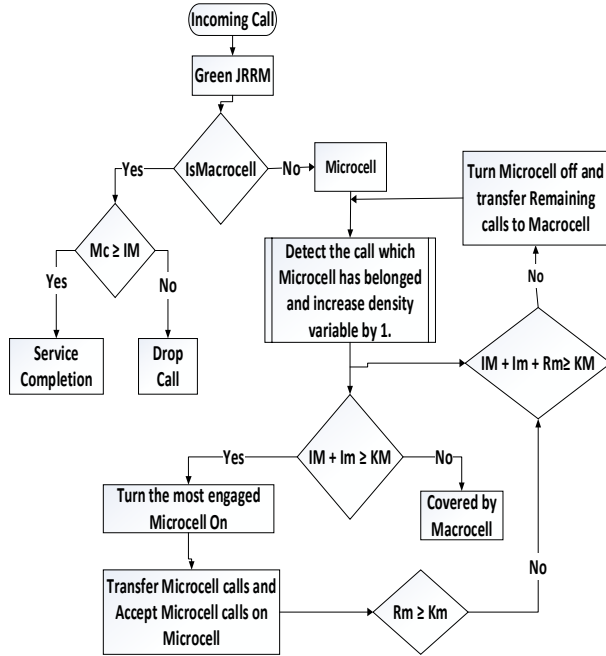 Incoming Call
Green JRRM
IsMacrocell
Yes
No
Microcell
Turn Microcell off and
transfer Remaining
calls to Macrocell
Mc ≥ IM
Yes
No
Detect the call which
Microcell has belonged
and increase density
variable by 1.
No
Service
Completion
Drop
Call
IM + Im + Rm≥ KM
IM + Im ≥ KM
Yes
No
Turn the most engaged
Microcell On
Covered by
Macrocell
No
Transfer Microcell calls and
Accept Microcell calls on
Microcell
Rm ≥ Km